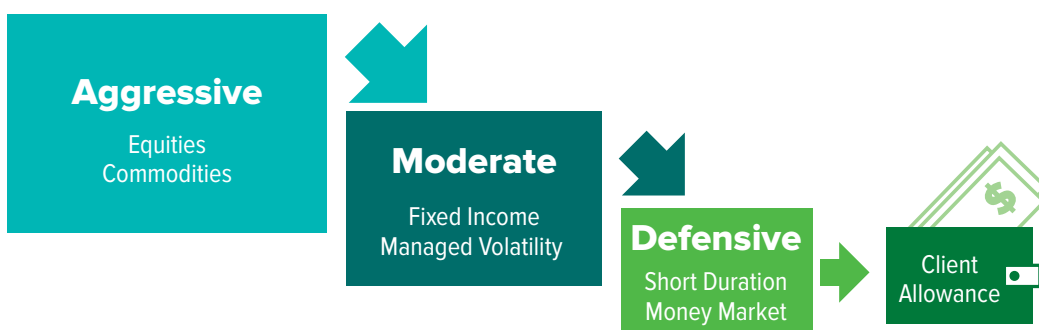 Aggressive
Equities
Commodities
Moderate
Fixed Income
Managed Volatility
Defensive
Short Duration
Money Market
$
Client
Allowance